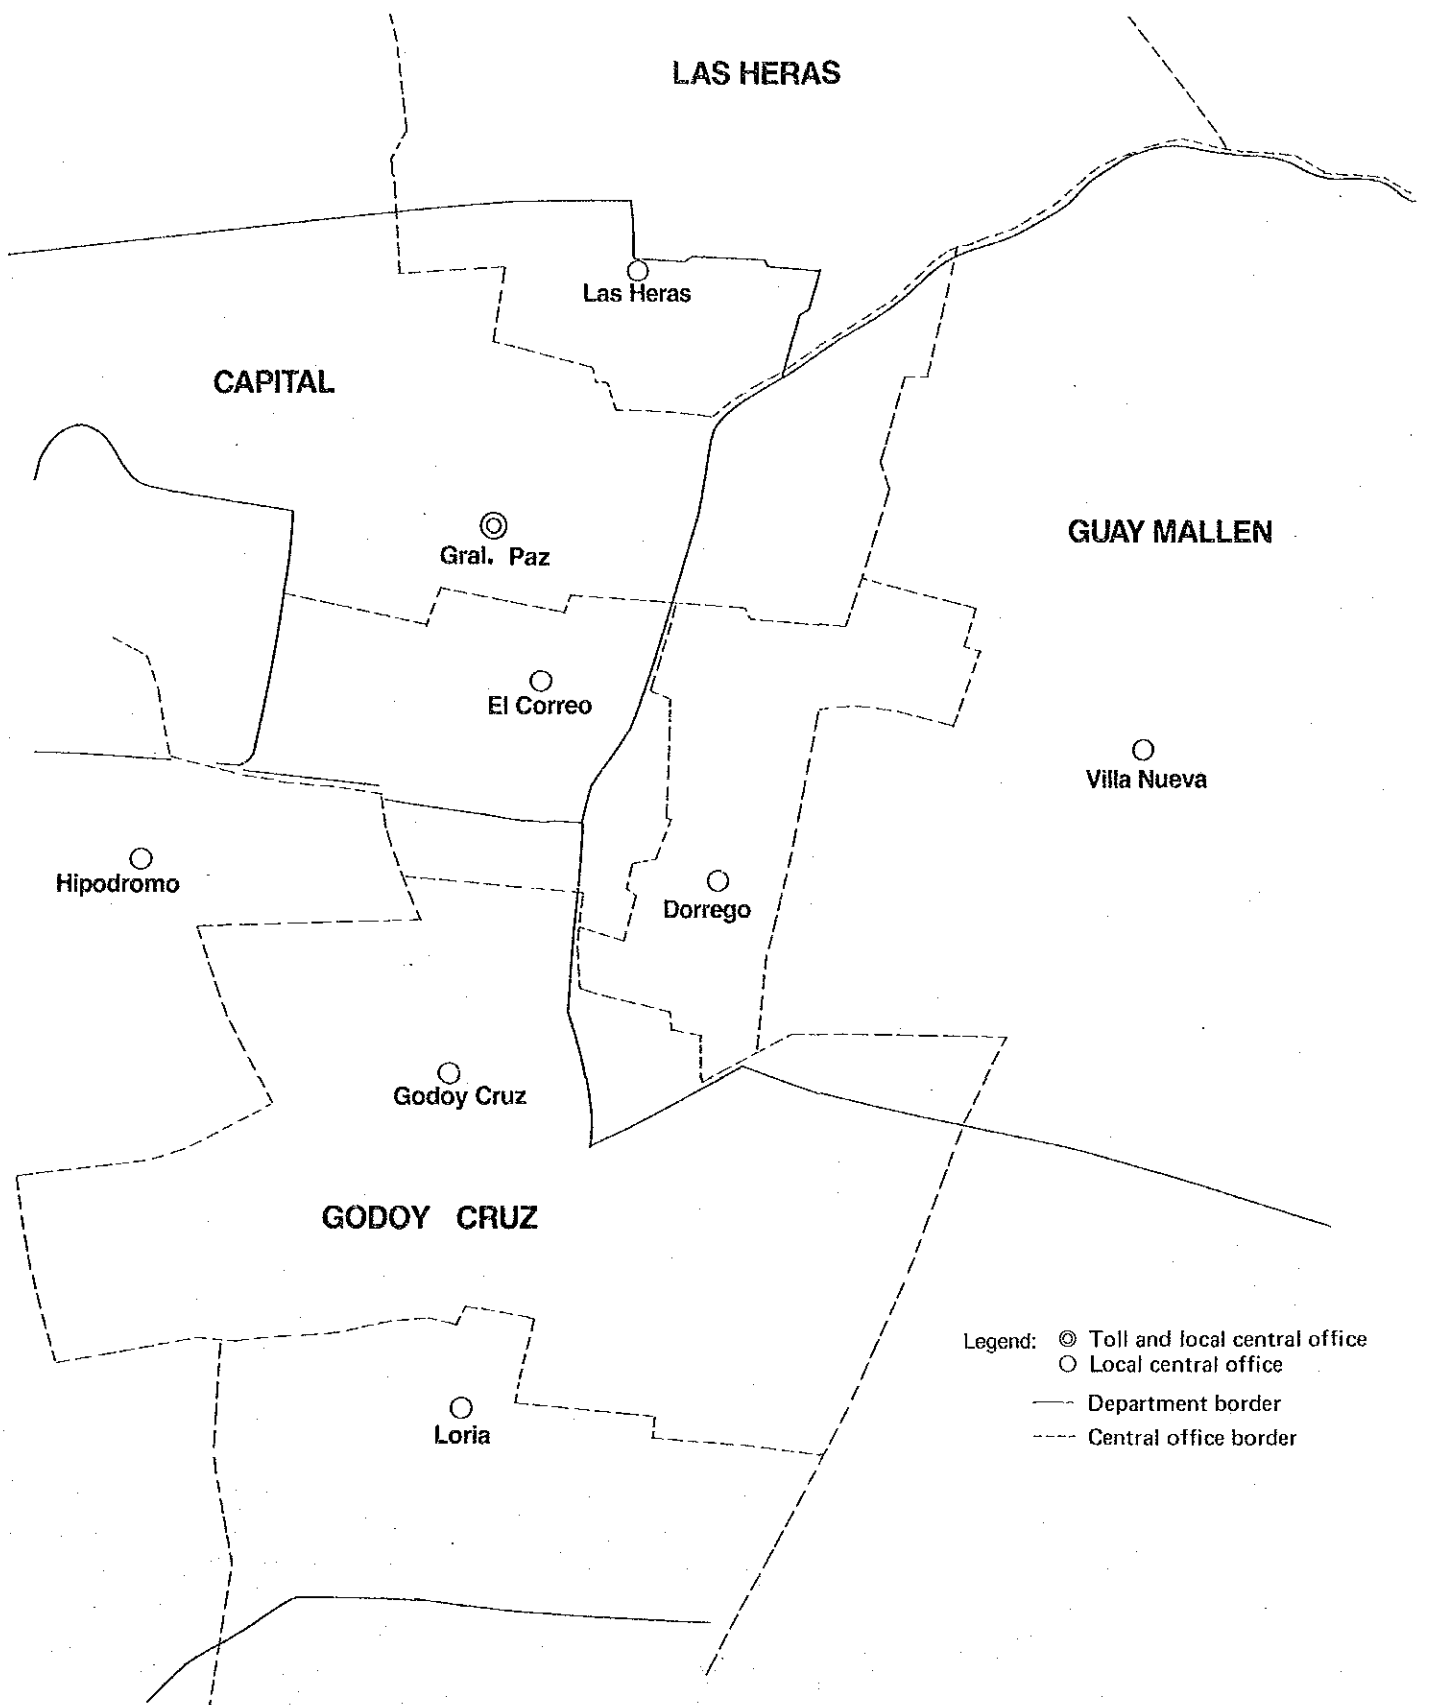 LAS HERAS
Las Heras
CAPITAL
Gral. Paz
GUAY MALLEN
El Correo
Villa Nueva
Hipodromo
Dorrego
Godoy Cruz
GODOY CRUZ
Loria
Legend:
Toll and local central office
Local central office
Department border
Central office border